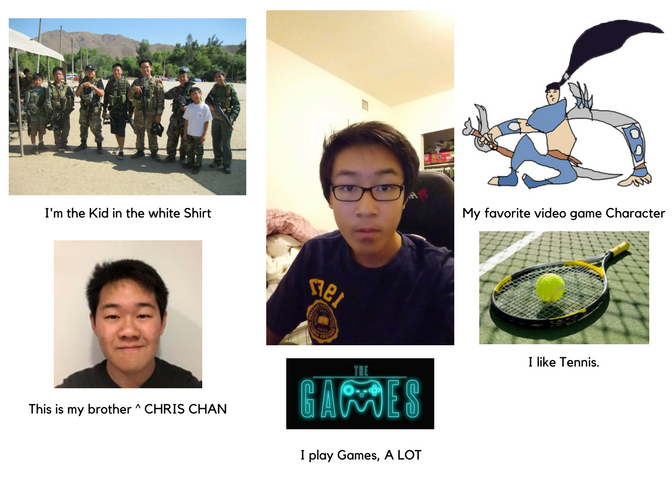 I'm the Kid in the white Shirt
My favorite video game Character
This is my brother ^ CHRIS CHAN
THE
GAMES
I like Tennis.
I play Games, A LOT